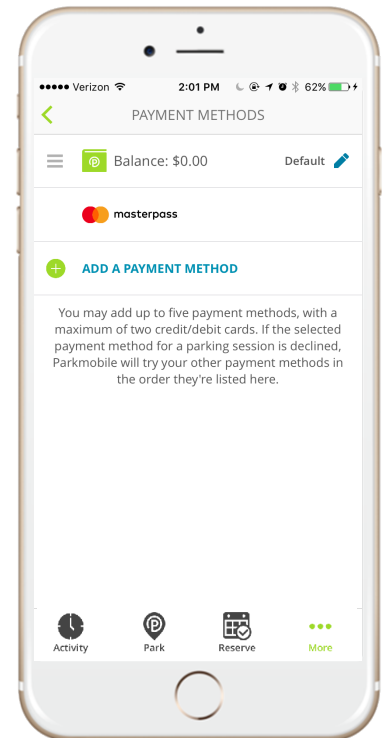 Verizon 2:01 PM 62%
PAYMENT METHODS
Balance: $0.00 Default
masterpass
ADD A PAYMENT METHOD
You may add up to five payment methods, with a
maximum of two credit/debit cards. If the selected
payment method for a parking session is declined,
Parkmobile will try your other payment methods in
the order they're listed here.
Activity Park Reserve More